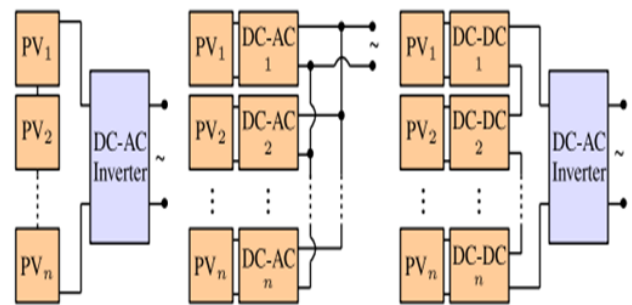 PV1
PV2
PVn
DC-AC
Inverter
~
PV1
DC-AC
1
PV2
DC-AC
2
PVn
DC-AC
n
~
PV1
DC-DC
1
PV2
DC-DC
2
PVn
DC-DC
n
DC-AC
Inverter
~